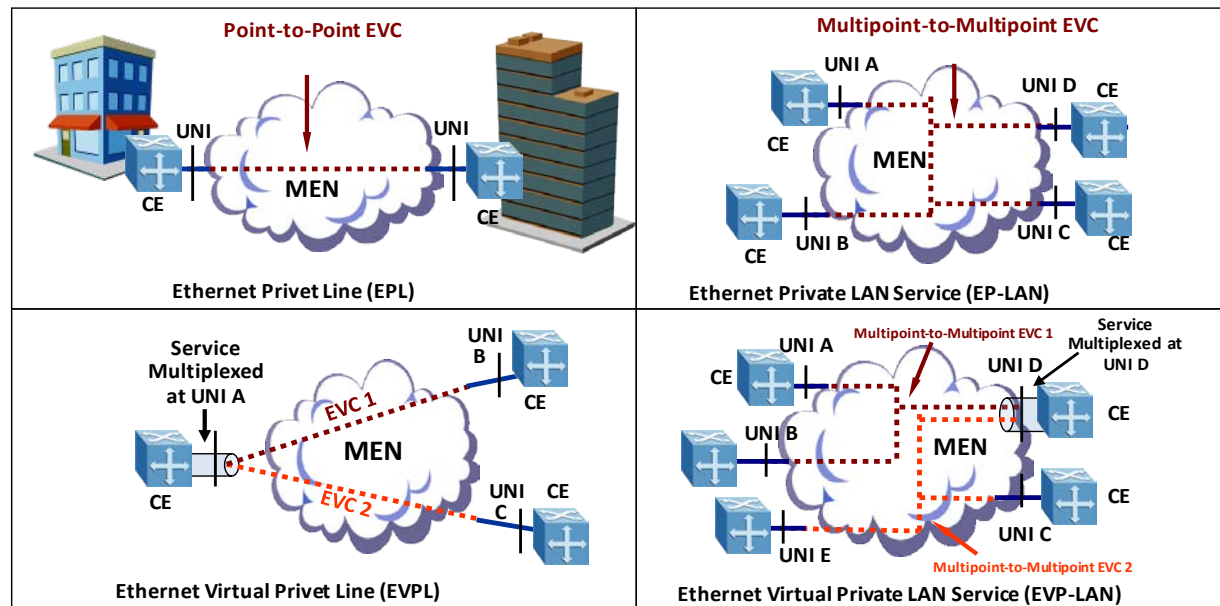 Point-to-Point EVC
UNI
UNI
MEN
CE
CE
Ethernet Privet Line (EPL)
Multipoint-to-Multipoint EVC
UNI A
UNI D
CE
CE
MEN
UNI B
UNI C
CE
CE
Ethernet Private LAN Service (EP-LAN)
Service
Multiplexed
at UNI A
UNI
B
CE
EVC 1
MEN
CE
EVC 2
UNI
C
CE
Ethernet Virtual Privet Line (EVPL)
Multipoint-to-Multipoint EVC 1
Service
Multiplexed at
UNI D
UNI A
UNI D
CE
CE
UNI B
MEN
CE
UNI C
UNI E
Multipoint-to-Multipoint EVC 2
Ethernet Virtual Private LAN Service (EVP-LAN)